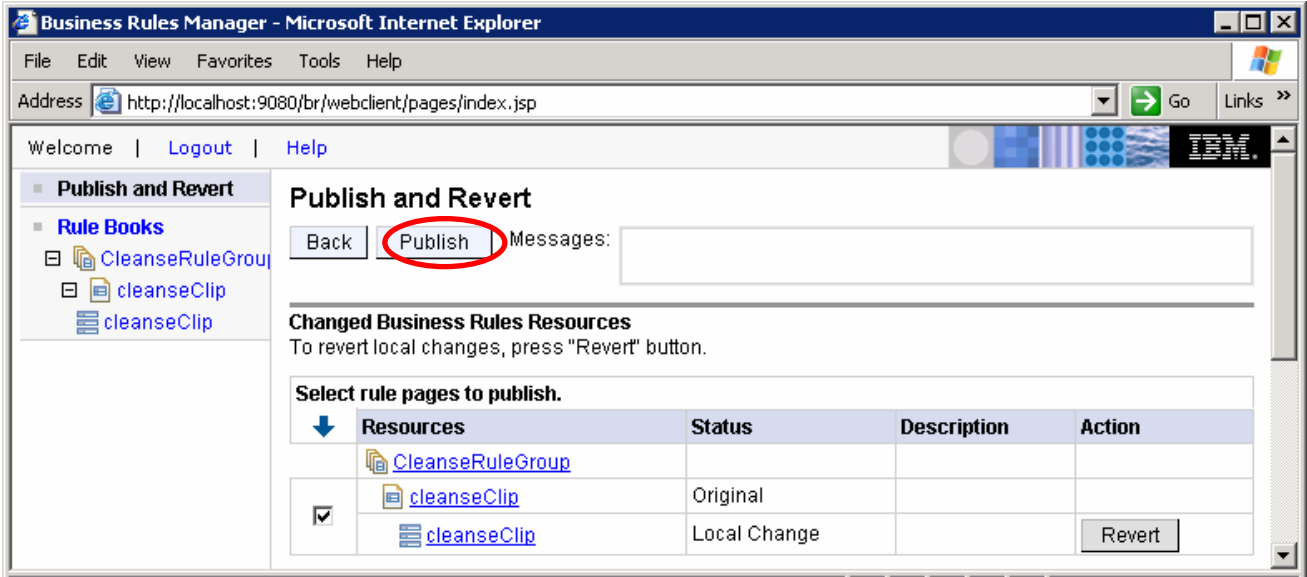 Business Rules Manager - Microsoft Internet Explorer
File Edit View Favorites Tools Help
Address http://localhost:9080/br/webclient/pages/index.jsp Go Links »
Welcome | Logout | Help IBM.
Publish and Revert
Rule Books
CleanseRuleGroup
cleanseClip
cleanseClip
Publish and Revert
Back Publish Messages:
Changed Business Rules Resources
To revert local changes, press "Revert" button.
Select rule pages to publish.
Resources Status Description Action
CleanseRuleGroup
cleanseClip Original
cleanseClip Local Change Revert